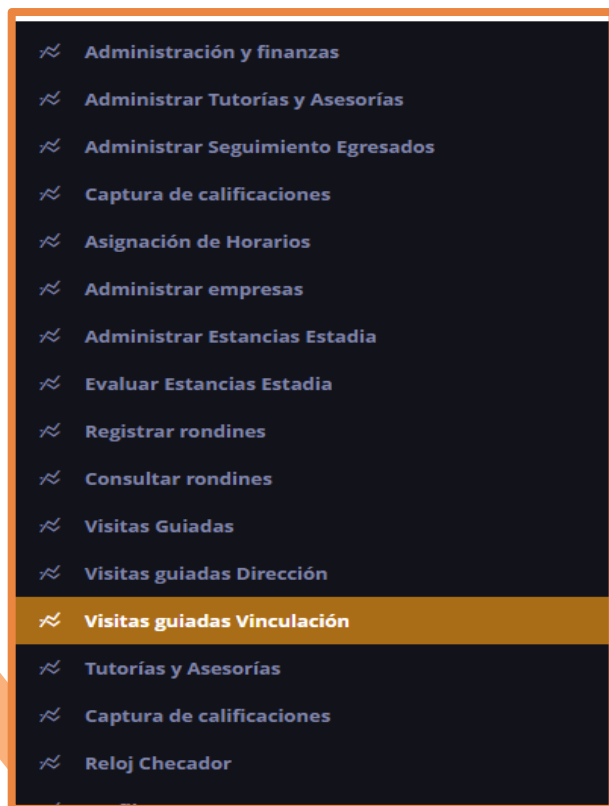 Administración y finanzas
Administrar Tutorías y Asesorías
Administrar Seguimiento Egresados
Captura de calificaciones
Asignación de Horarios
Administrar empresas
Administrar Estancias Estadia
Evaluar Estancias Estadia
Registrar rondines
Consultar rondines
Visitas Guiadas
Visitas guiadas Dirección
Visitas guiadas Vinculación
Tutorías y Asesorías
Captura de calificaciones
Reloj Checador